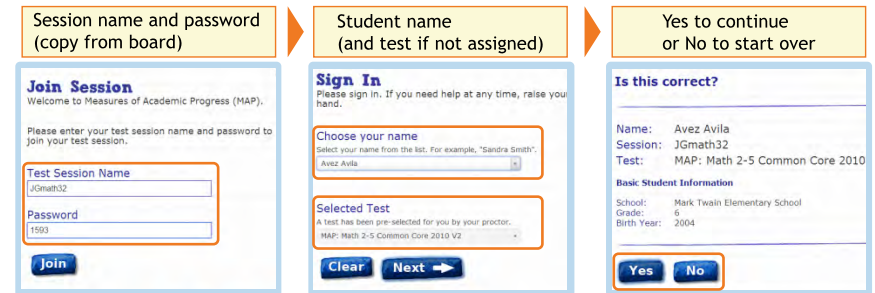 Session name and password
(copy from board)
Student name
(and test if not assigned)
Yes to continue
or No to start over
Join Session
Welcome to Measures of Academic Progress (MAP).
Please enter your test session name and password to
join your test session.
Test Session Name
JGmath32
Password
1593
Join
Sign In
Please sign in. If you need help at any time, raise your
hand.
Choose your name
Select your name from the list. For example, "Sandra Smith".
Avez Avila
Selected Test
A test has been pre-selected for you by your proctor.
MAP: Math 2-5 Common Core 2010 V2
Clear
Next
Is this correct?
Name: Avez Avila
Session: JGmath32
Test: MAP: Math 2-5 Common Core 2010
Basic Student Information
School: Mark Twain Elementary School
Grade: 6
Birth Year: 2004
Yes
No